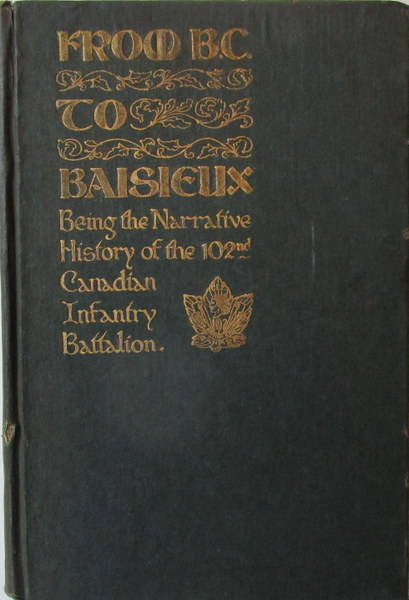 FROM B.C.
TO
BAISIEUX
Being the Narrative
History of the 102nd
Canadian
Infantry
Battalion.